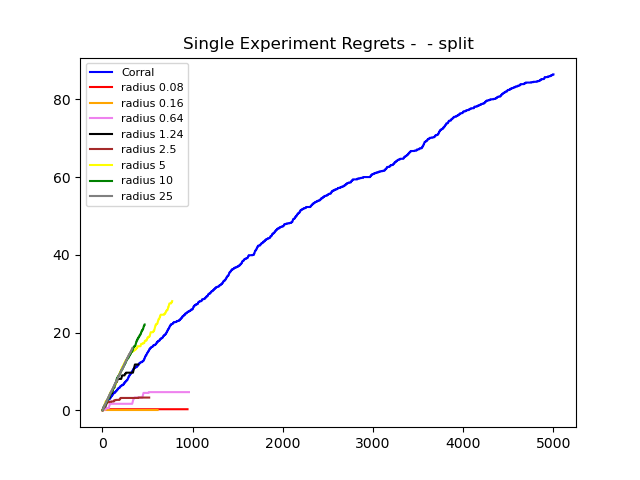 Single Experiment Regrets -  - split
Corral
radius 0.08
radius 0.16
radius 0.64
radius 1.24
radius 2.5
radius 5
radius 10
radius 25
80
60
40
20
0
0 1000 2000 3000 4000 5000